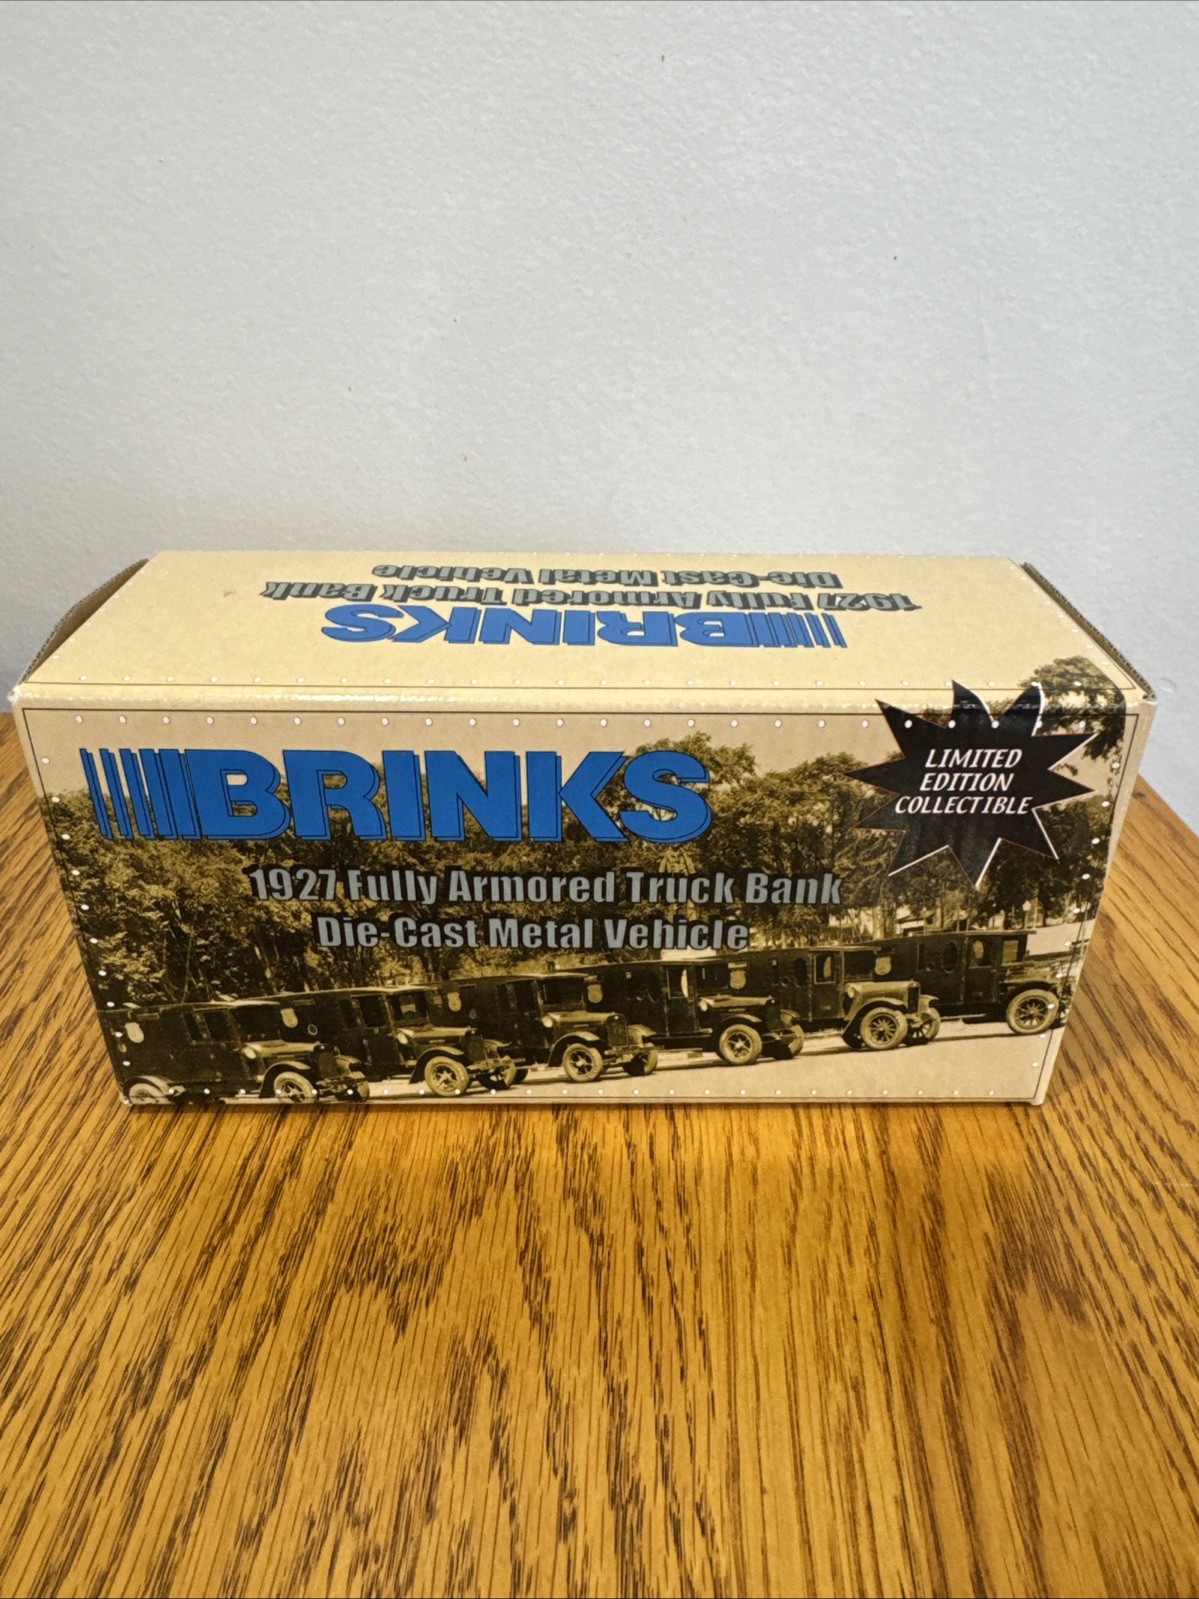 Die-Cast Metal Vehicle
1927 Fully Armored Truck Bank
BRINKS
BRINKS
1927 Fully Armored Truck Bank
Die-Cast Metal Vehicle
LIMITED
EDITION
COLLECTIBLE